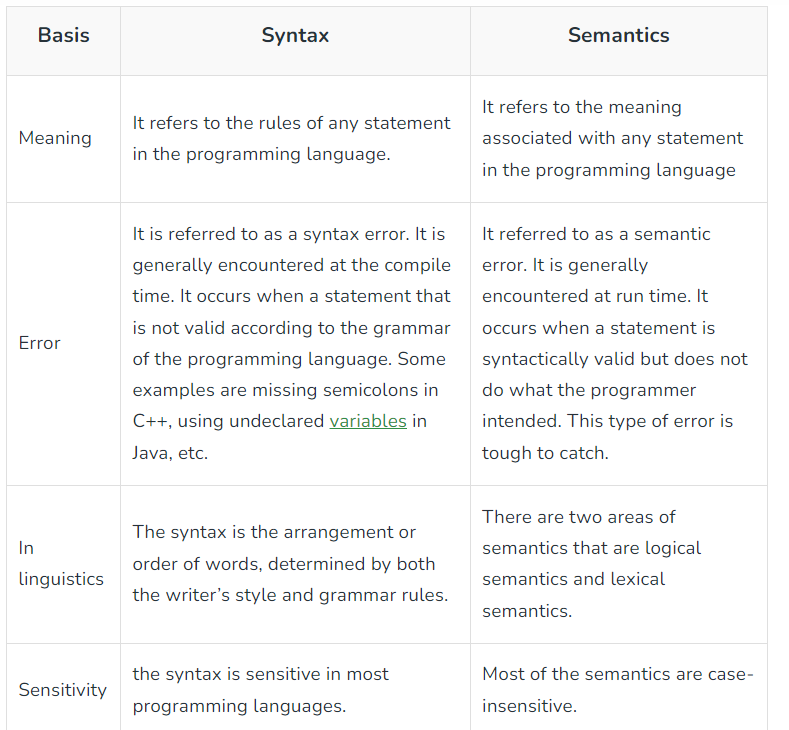 Basis
Syntax
Semantics
Meaning
It refers to the rules of any statement
in the programming language.
It refers to the meaning
associated with any statement
in the programming language
Error
It is referred to as a syntax error. It is
generally encountered at the compile
time. It occurs when a statement that
is not valid according to the grammar
of the programming language. Some
examples are missing semicolons in
C++, using undeclared variables in
Java, etc.
It referred to as a semantic
error. It is generally
encountered at run time. It
occurs when a statement is
syntactically valid but does not
do what the programmer
intended. This type of error is
tough to catch.
In
linguistics
The syntax is the arrangement or
order of words, determined by both
the writer’s style and grammar rules.
There are two areas of
semantics that are logical
semantics and lexical
semantics.
Sensitivity
the syntax is sensitive in most
programming languages.
Most of the semantics are case-
insensitive.